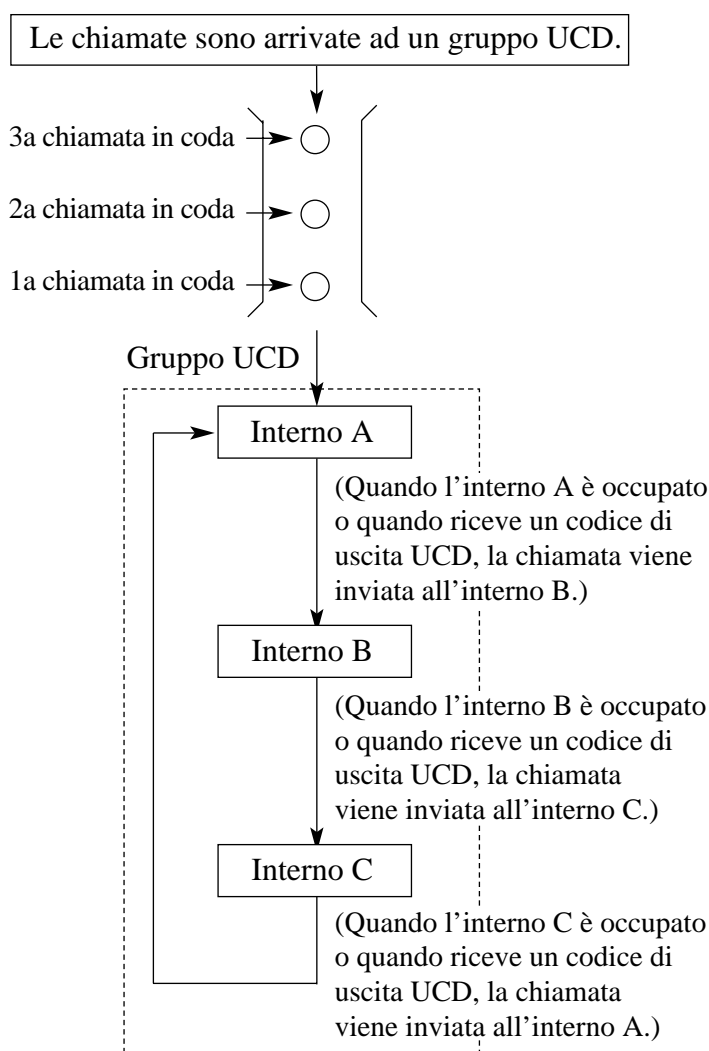 Le chiamate sono arrivate ad un gruppo UCD.
3a chiamata in coda
2a chiamata in coda
1a chiamata in coda
Gruppo UCD
Interno A
(Quando l’interno A è occupato
o quando riceve un codice di
uscita UCD, la chiamata viene
inviata all’interno B.)
Interno B
(Quando l’interno B è occupato
o quando riceve un codice di
uscita UCD, la chiamata
viene inviata all’interno C.)
Interno C
(Quando l’interno C è occupato
o quando riceve un codice di
uscita UCD, la chiamata
viene inviata all’interno A.)